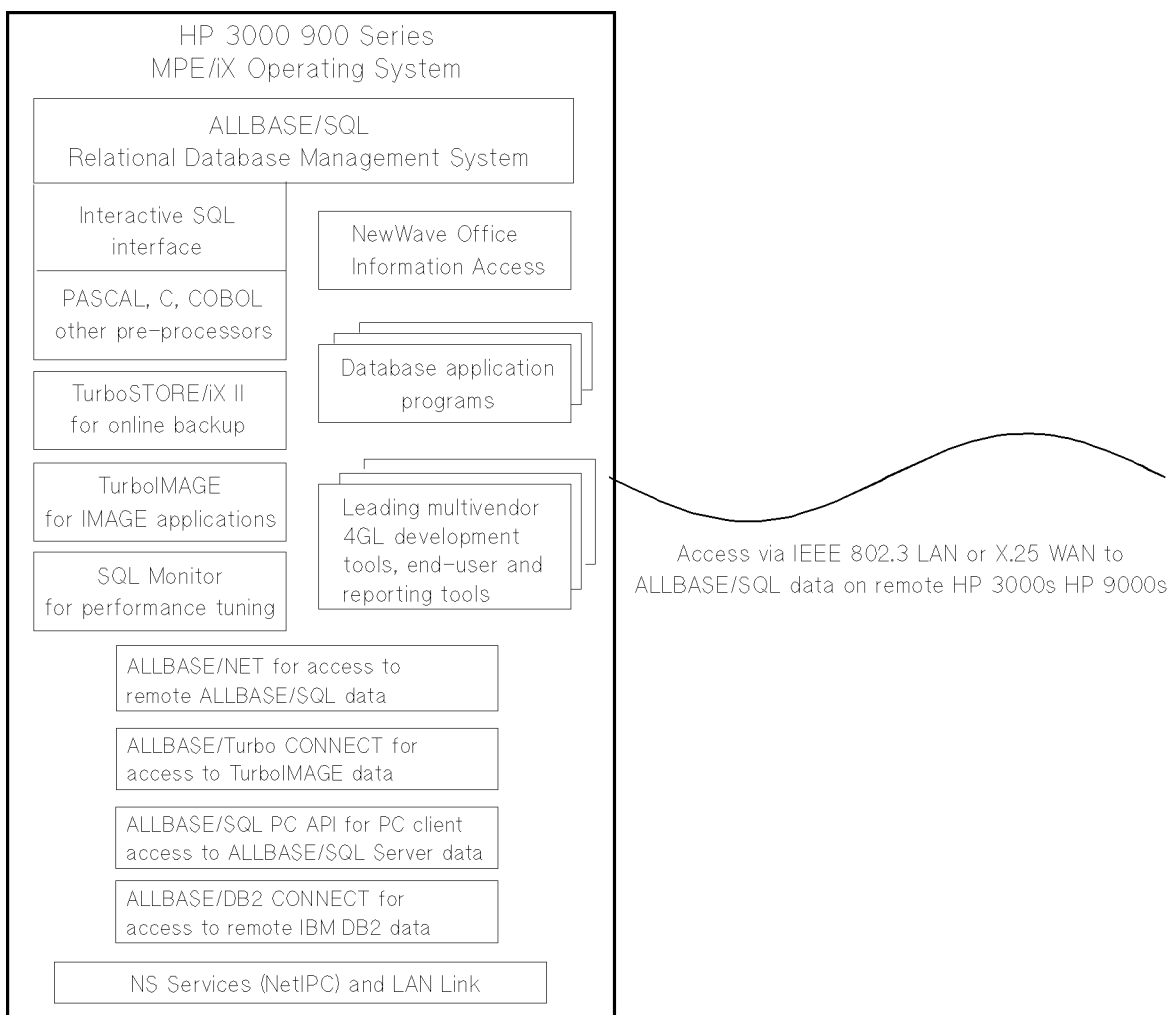 HP 3000 900 Series
MPE/iX Operating System
ALLBASE/SQL
Relational Database Management System
Interactive SQL
interface
PASCAL, C, COBOL
other pre-processors
TurboSTORE/iX II
for online backup
TurboIMAGE
for IMAGE applications
SQL Monitor
for performance tuning
NewWave Office
Information Access
Database application
programs
Leading multivendor
4GL development
tools, end-user and
reporting tools
ALLBASE/NET for access to
remote ALLBASE/SQL data
ALLBASE/Turbo CONNECT for
access to TurboIMAGE data
ALLBASE/SQL PC API for PC client
access to ALLBASE/SQL Server data
ALLBASE/DB2 CONNECT for
access to remote IBM DB2 data
NS Services (NetIPC) and LAN Link
Access via IEEE 802.3 LAN or X.25 WAN to
ALLBASE/SQL data on remote HP 3000s HP 9000s